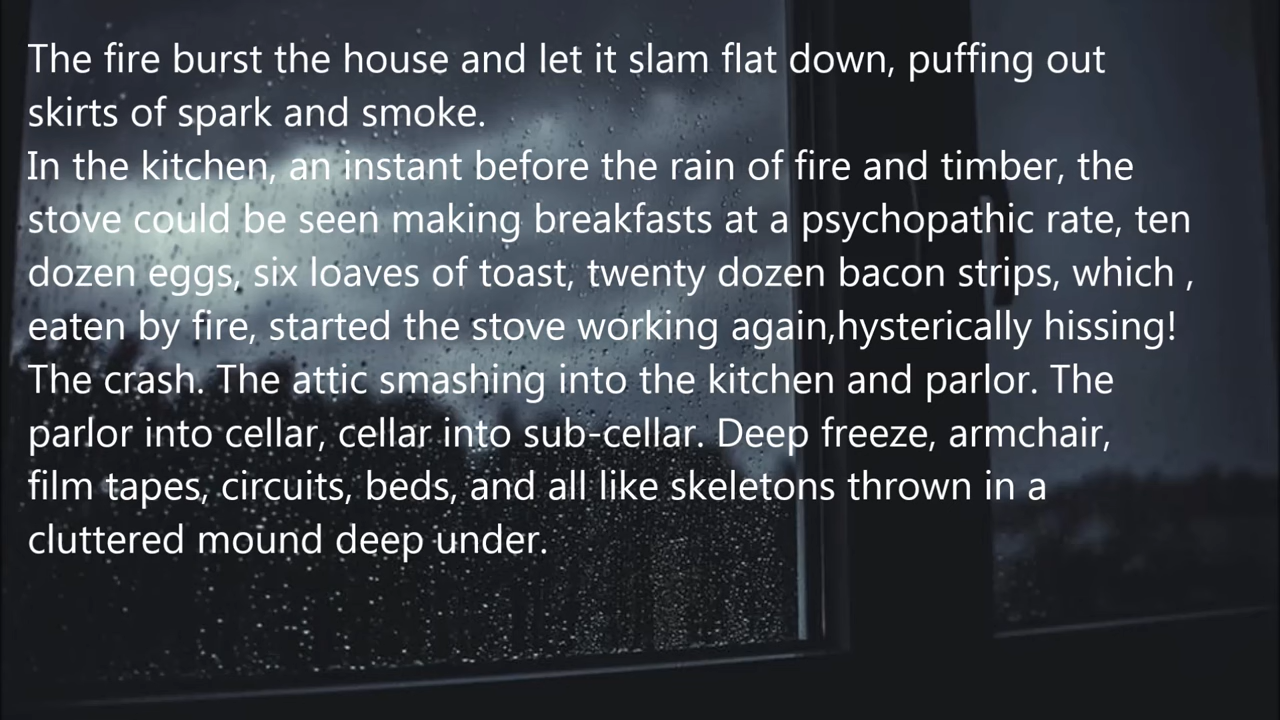 The fire burst the house and let it slam flat down, puffing out
skirts of spark and smoke.
In the kitchen, an instant before the rain of fire and timber, the
stove could be seen making breakfasts at a psychopathic rate, ten
dozen eggs, six loaves of toast, twenty dozen bacon strips, which ,
eaten by fire, started the stove working again,hysterically hissing!
The crash. The attic smashing into the kitchen and parlor. The
parlor into cellar, cellar into sub-cellar. Deep freeze, armchair,
film tapes, circuits, beds, and all like skeletons thrown in a
cluttered mound deep under.